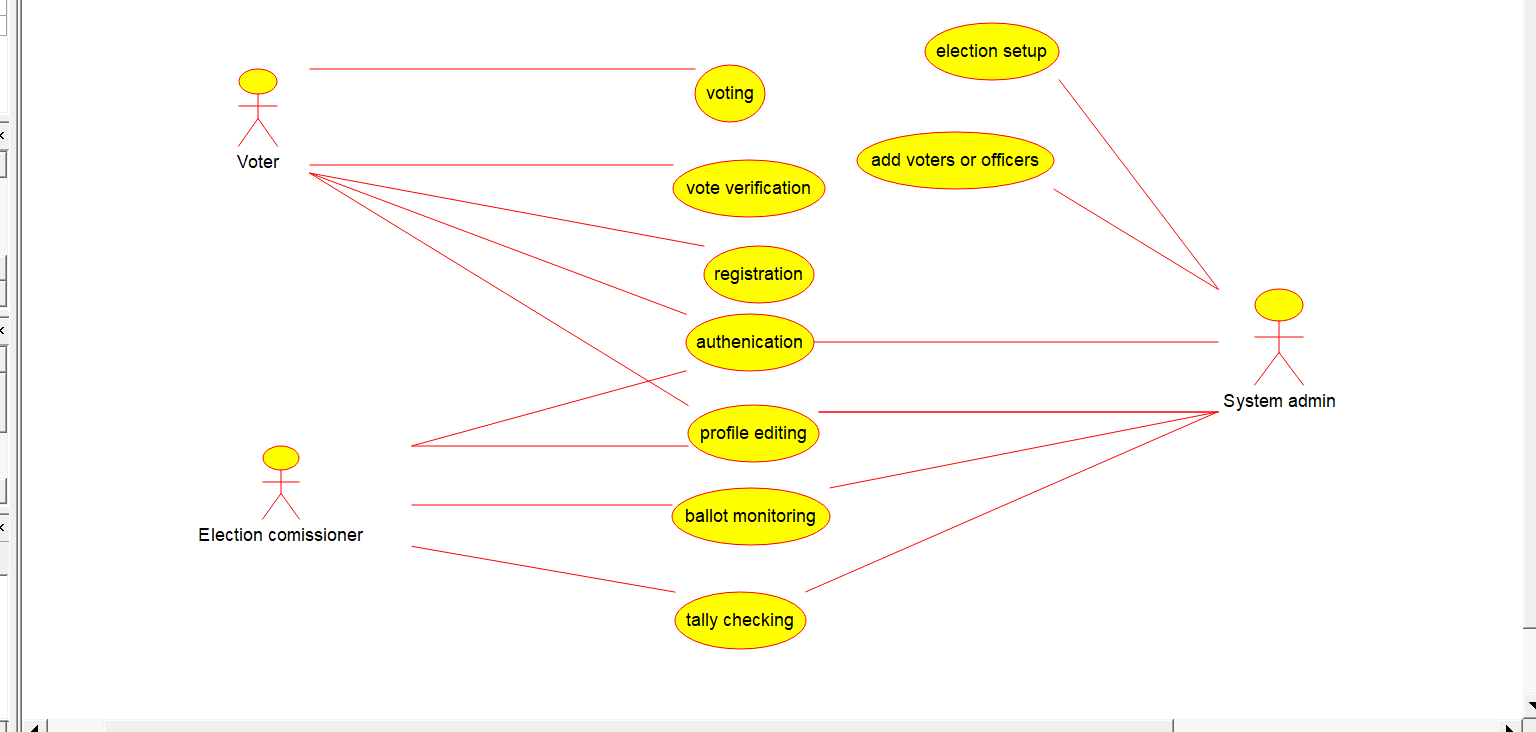 election setup
voting
Voter
add voters or officers
vote verification
registration
authenication
System admin
profile editing
ballot monitoring
Election comissioner
tally checking